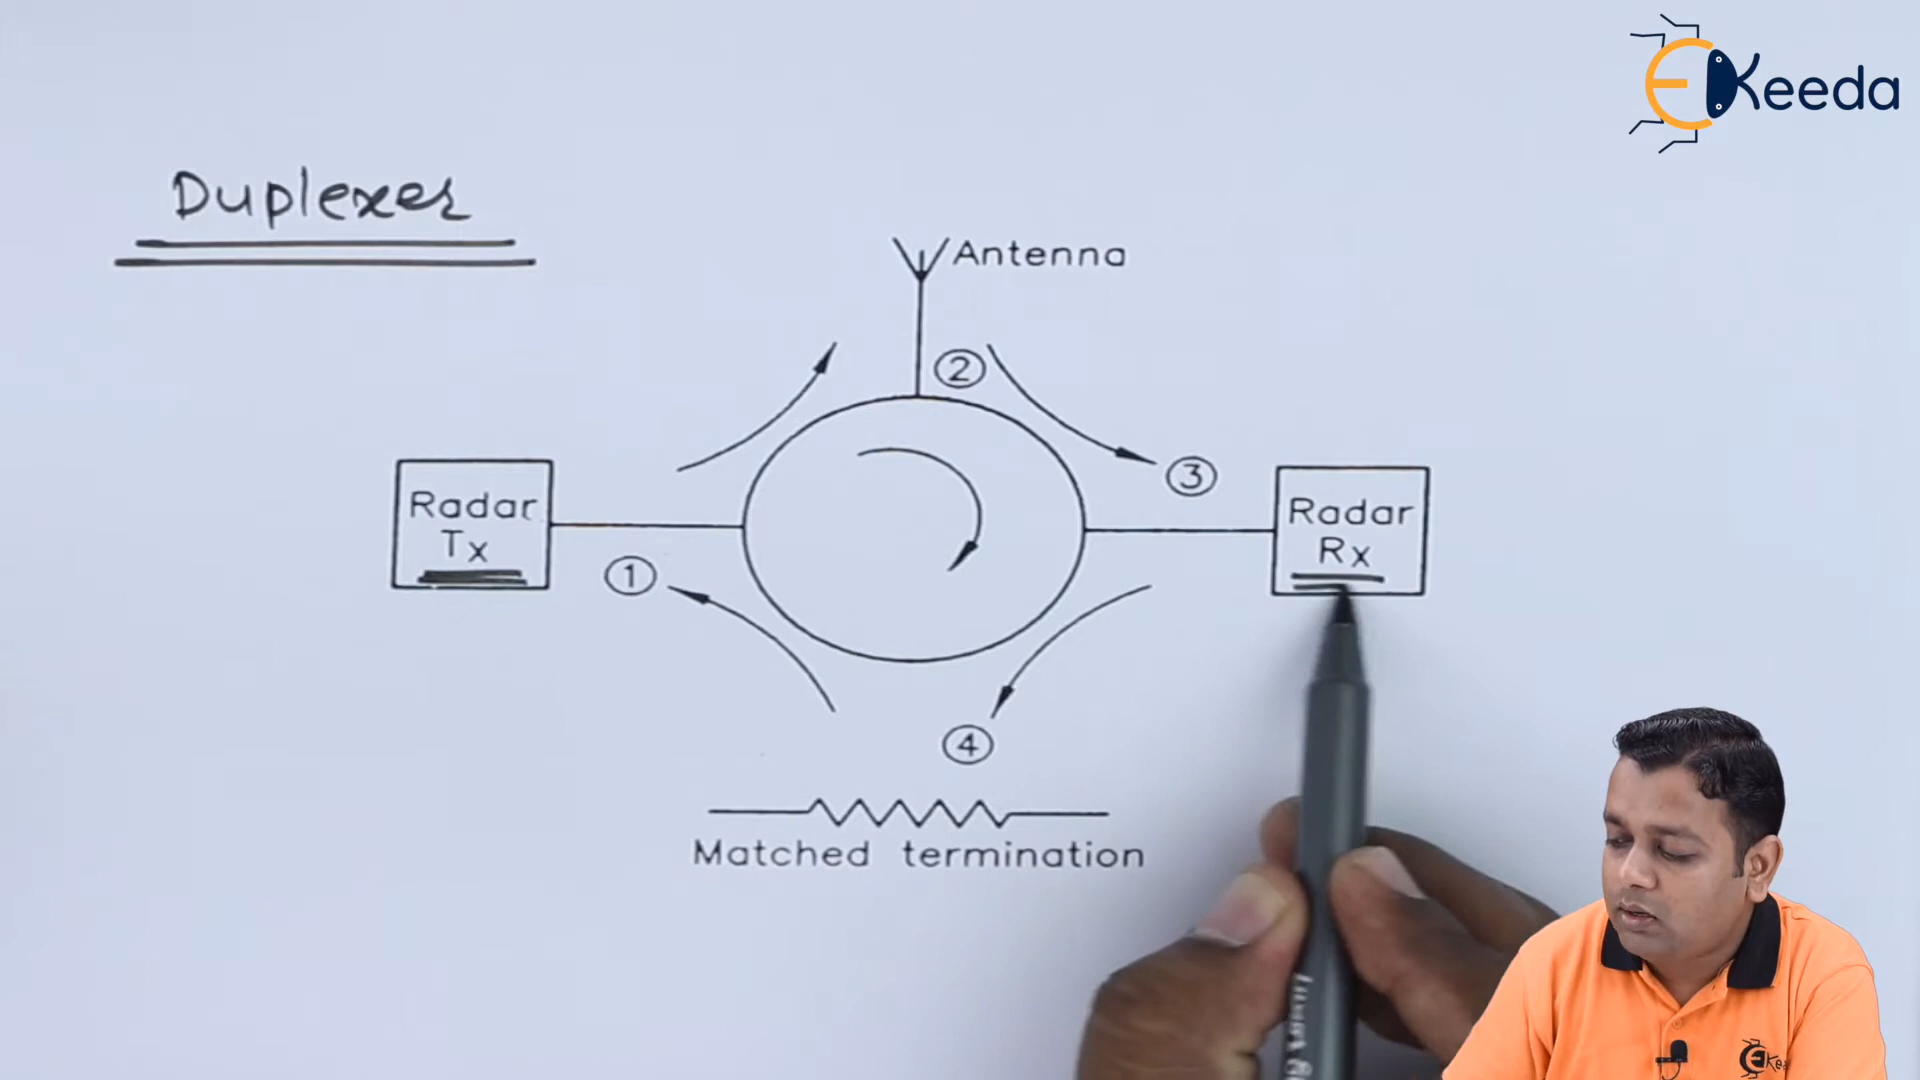 EKeeda
Duplexer
Antenna
2
Radar
Tx
3
Radar
Rx
1
4
Matched termination